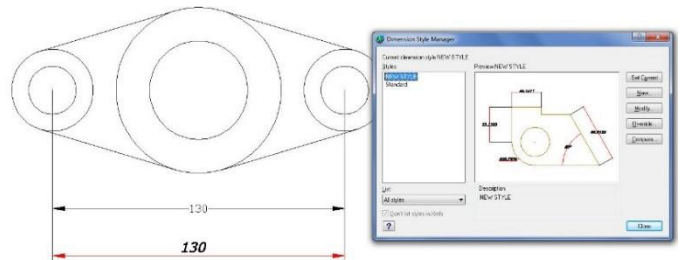 130
130
Dimension Style Manager
Current dimension style:NEW STYLE
Styles
NEW STYLE
Standard
Preview:NEW STYLE
Set Current
New...
Modify...
Override...
Compare...
List
All styles
Description
NEW STYLE
Don't list styles in Xrefs
?
Close